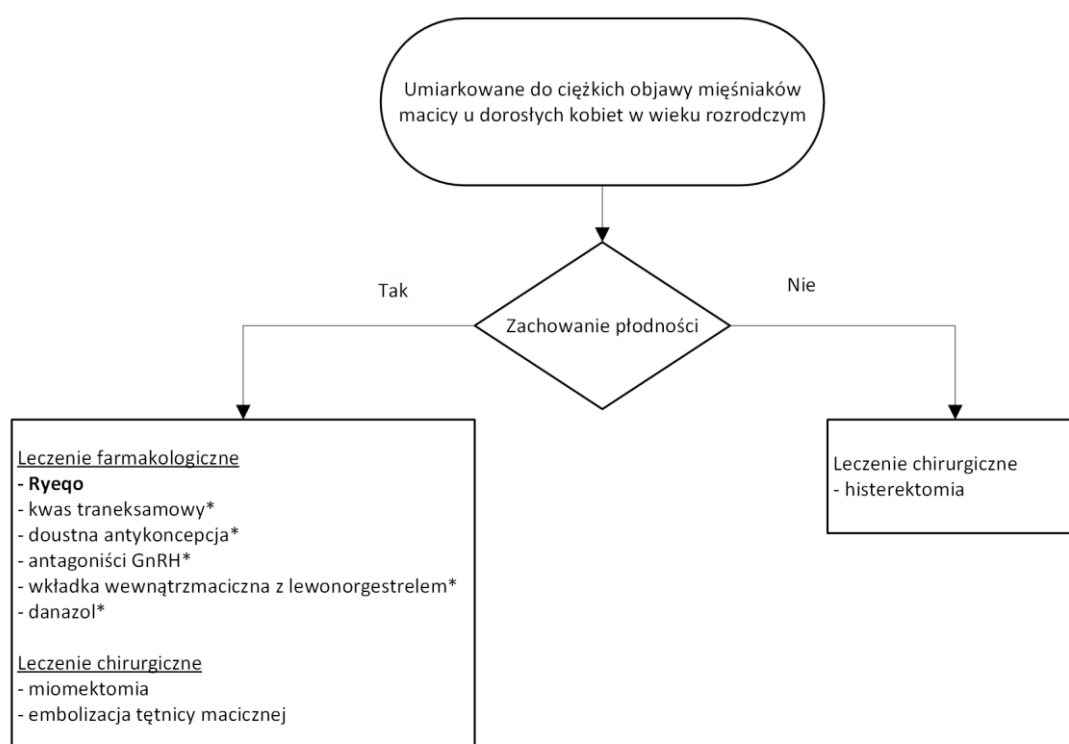 Umiarkowane do ciężkich objawy mięśniaków
macicy u dorosłych kobiet w wieku rozrodczym
Tak
Nie
Zachowanie płodności
Leczenie farmakologiczne
- Ryeqo
- kwas traneksamowy*
- doustna antykoncepcja*
- antagoniści GnRH*
- wkładka wewnątrzmaciczna z lewonorgestrelem*
- danazol*
Leczenie chirurgiczne
- miomektomia
- embolizacja tętnicy macicznej
Leczenie chirurgiczne
- histerektomia